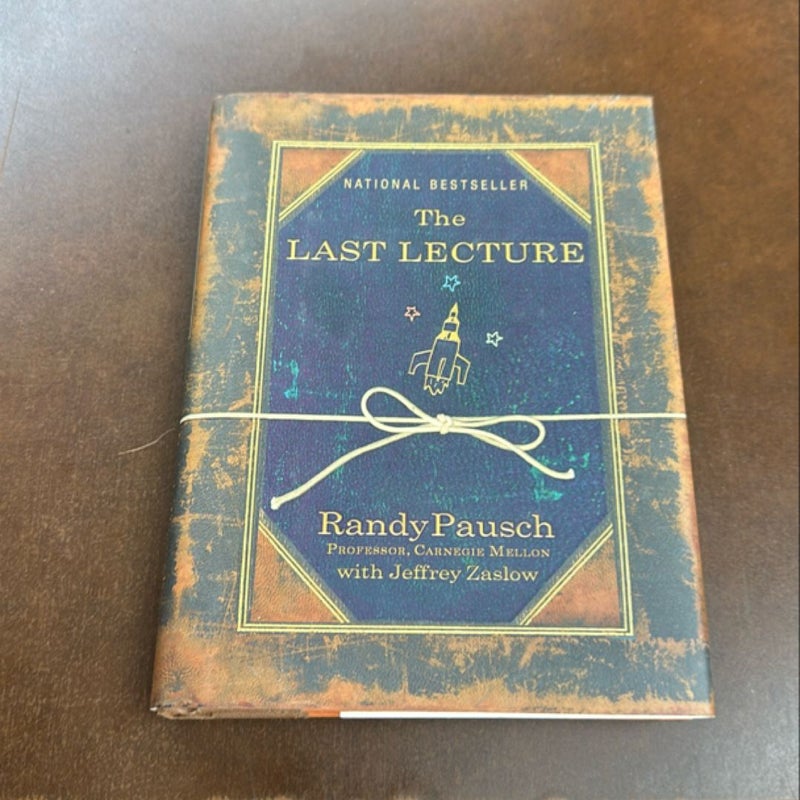 NATIONAL BESTSELLER
The
LAST LECTURE
Randy Pausch
PROFESSOR, CARNEGIE MELLON
with Jeffrey Zaslow